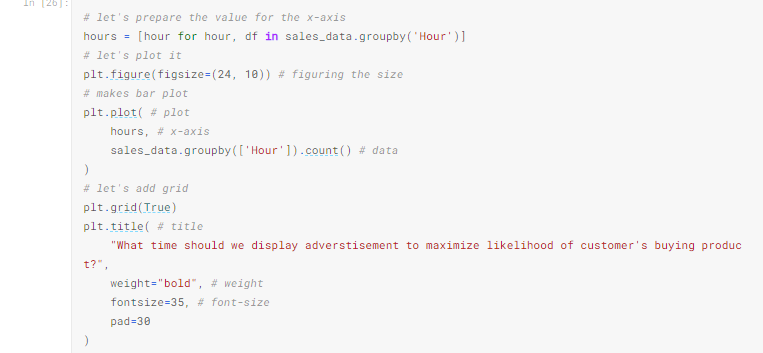 In [26]:
# let's prepare the value for the x-axis
hours = [hour for hour, df in sales_data.groupby('Hour')]
# let's plot it
plt.figure(figsize=(24, 10)) # figuring the size
# makes bar plot
plt.plot( # plot
    hours, # x-axis
    sales_data.groupby(['Hour']).count() # data
)
# let's add grid
plt.grid(True)
plt.title( # title
    "What time should we display adverstisement to maximize likelihood of customer's buying produc
t?",
    weight="bold", # weight
    fontsize=35, # font-size
    pad=30
)